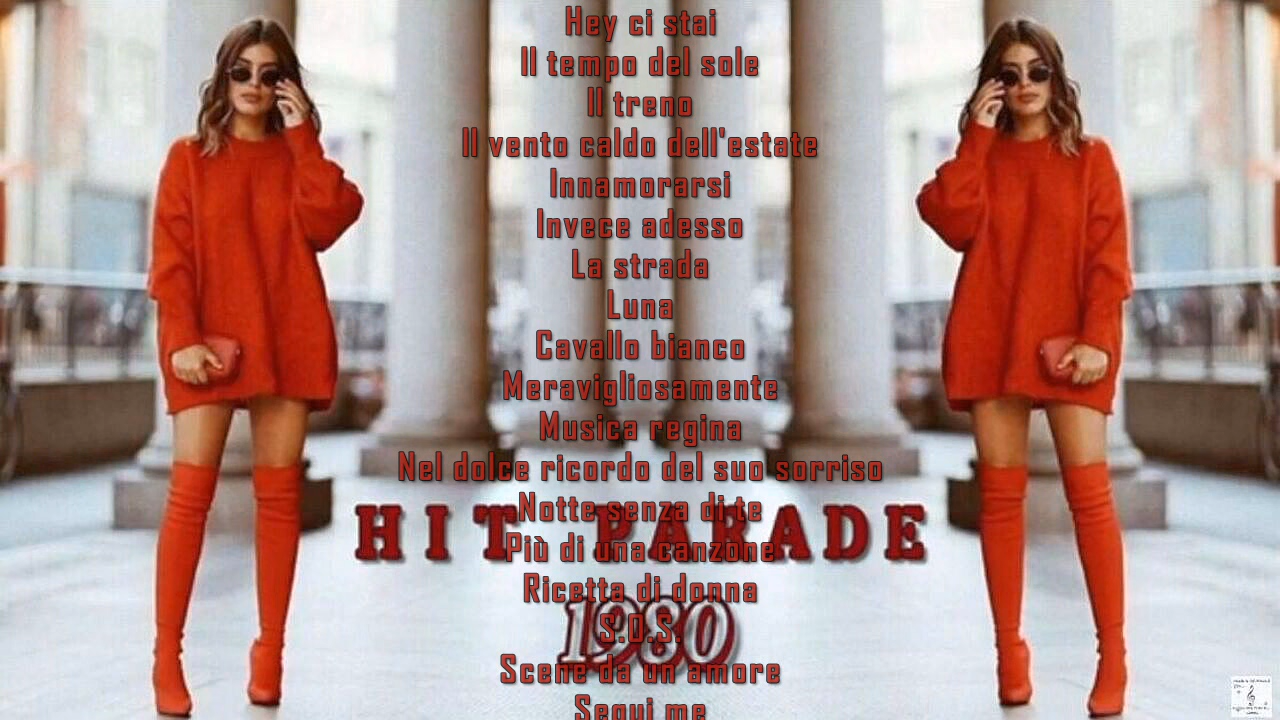 Hey ci stai
Il tempo del sole
Il treno
Il vento caldo dell'estate
Innamorarsi
Invece adesso
La strada
Luna
Cavallo bianco
Meravigliosamente
Musica regina
Nel dolce ricordo del suo sorriso
Notte senza di te
HIT PARADE
Più di una canzone
Ricetta di donna
1980
S.O.S.
Scene da un amore
Segui me